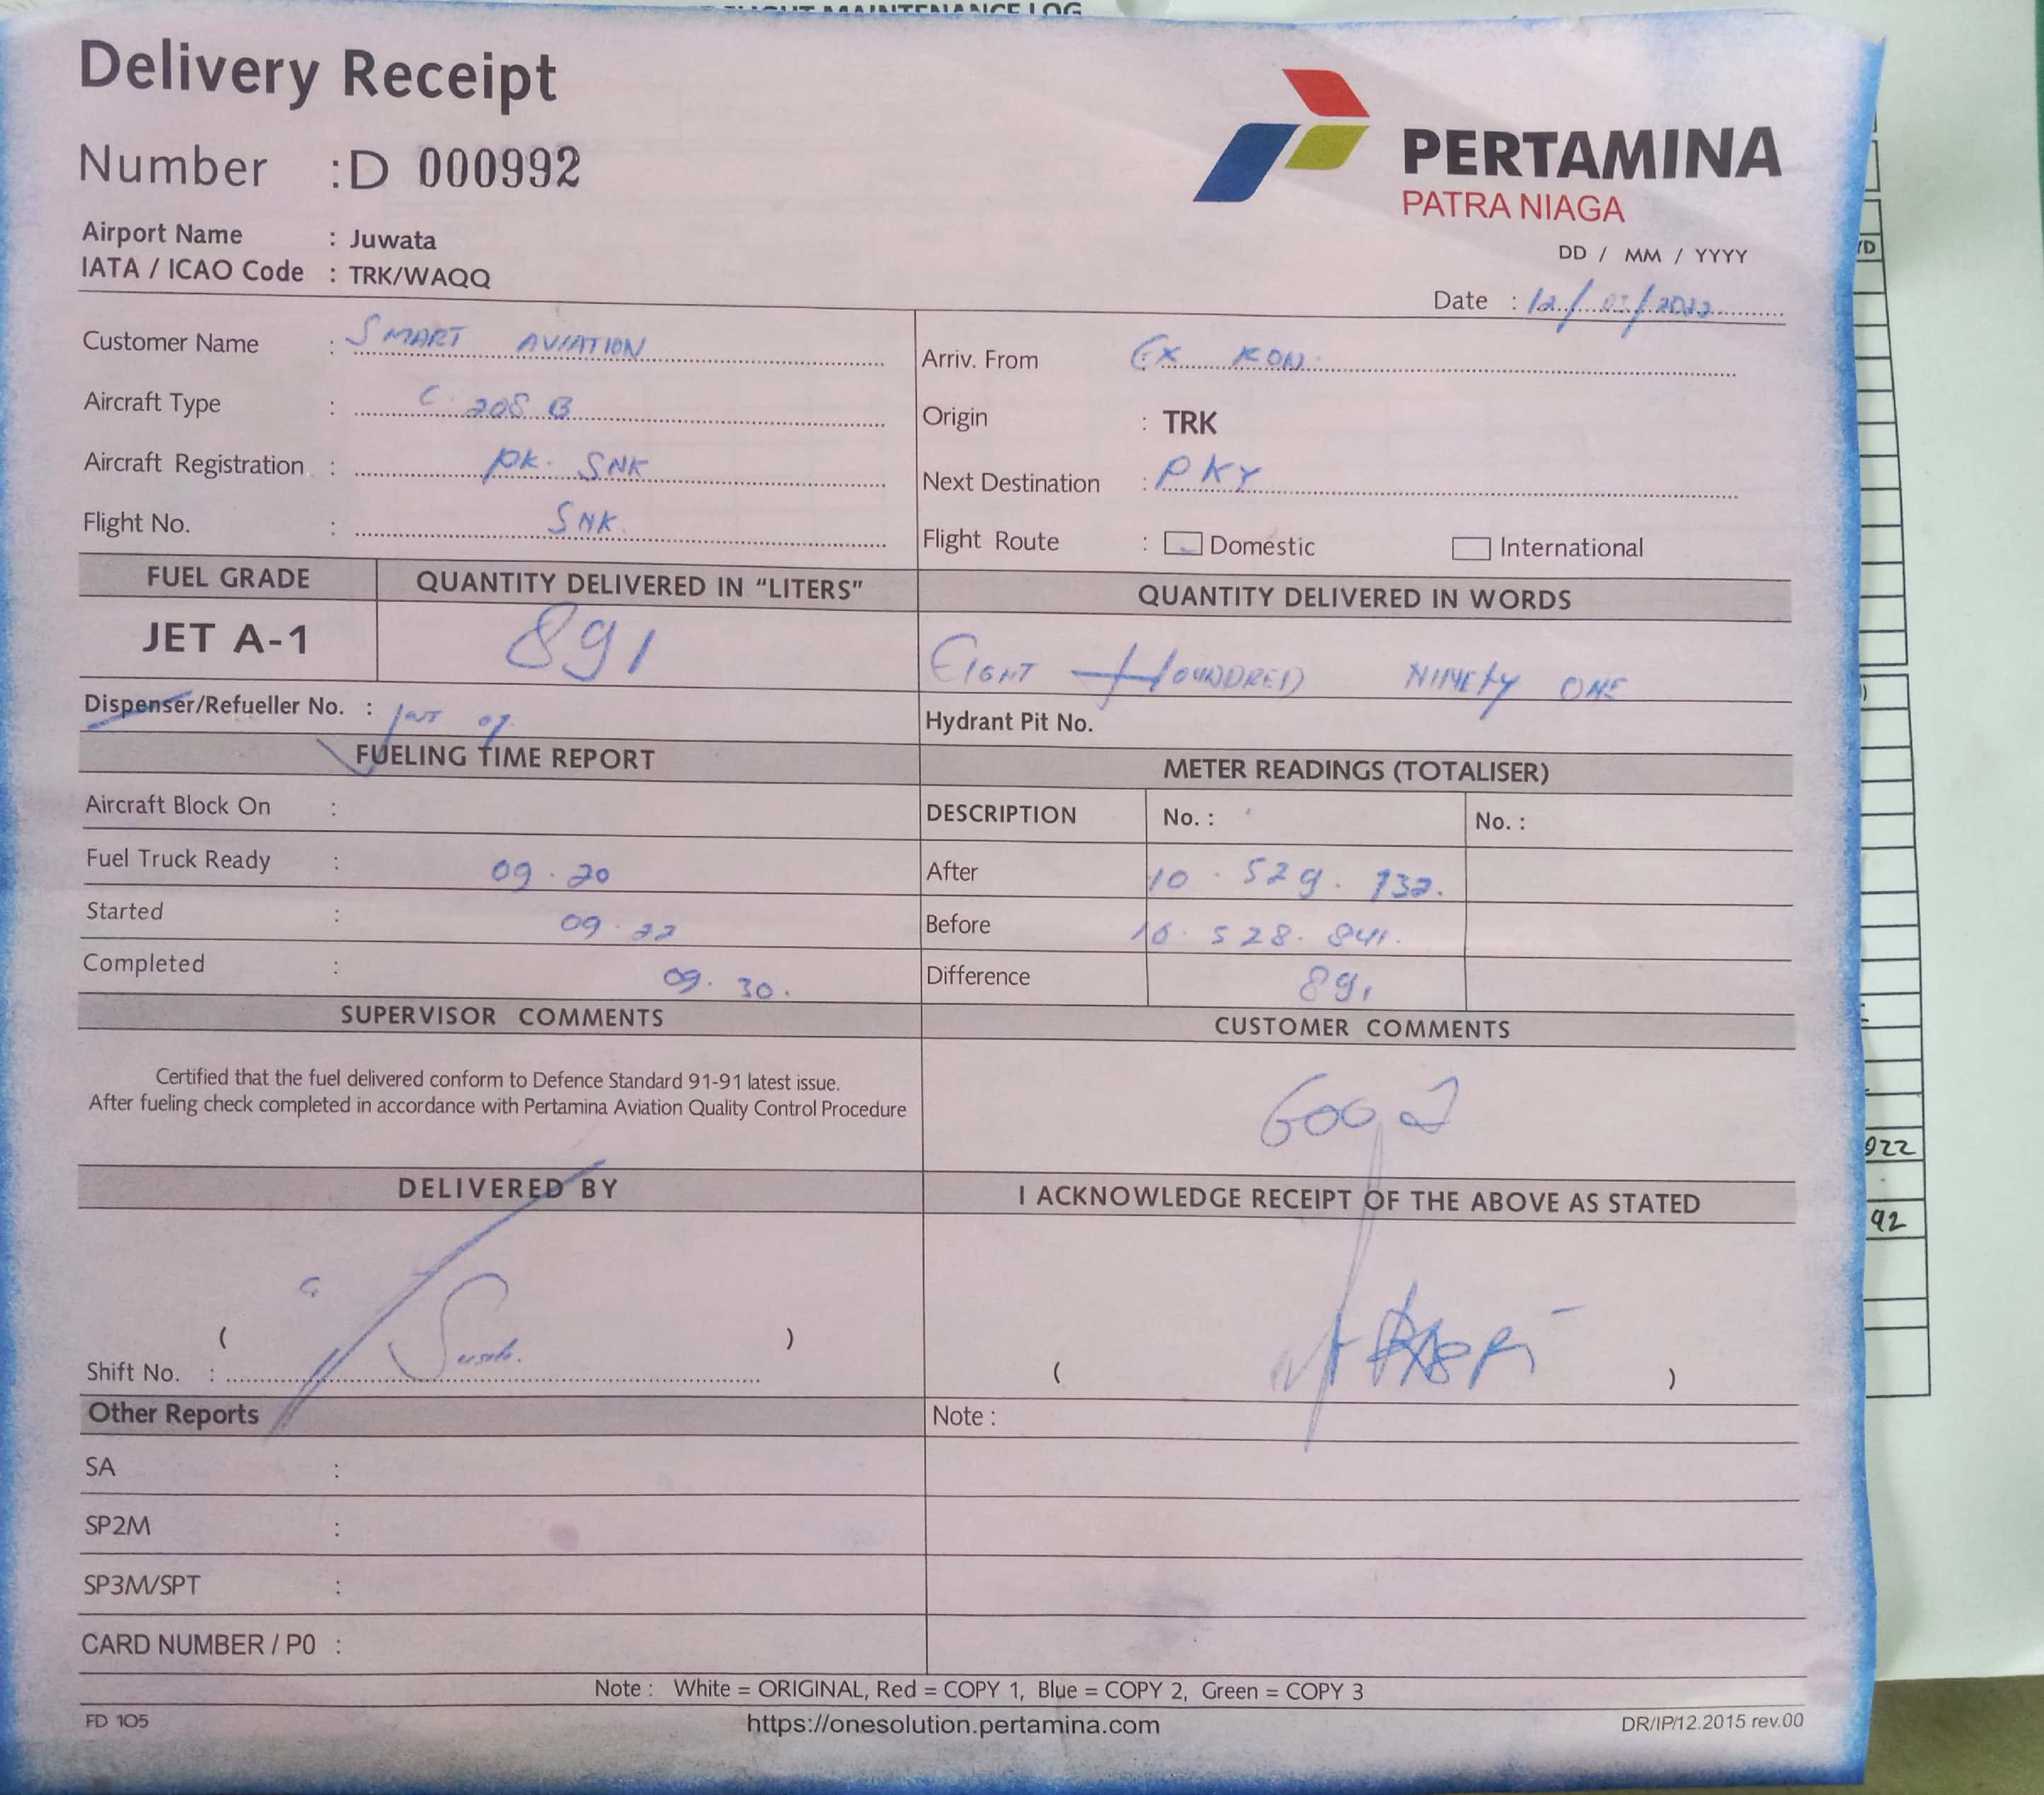 FLIGHT MAINTENANCE LOG
Delivery Receipt
Number :D 000992
PERTAMINA
PATRA NIAGA
Airport Name : Juwata
IATA / ICAO Code : TRK/WAQQ
DD / MM / YYYY
Date : 12/
Customer Name : SMART AVIATION
Arriv. From EX
Aircraft Type : C 208 B
Origin : TRK
Aircraft Registration : PK. SNK
Next Destination : PKY
Flight No. : SNK
Flight Route : Domestic International
FUEL GRADE QUANTITY DELIVERED IN "LITERS" QUANTITY DELIVERED IN WORDS
JET A-1 891 EIGHT HOUNDRED NINETY ONE
Dispenser/Refueller No. :
Hydrant Pit No.
FUELING TIME REPORT METER READINGS (TOTALISER)
Aircraft Block On : DESCRIPTION No. : No. :
Fuel Truck Ready : 09.20 After 10.529.732.
Started : 09.22 Before 10.528.841.
Completed : 09.30. Difference 891
SUPERVISOR COMMENTS CUSTOMER COMMENTS
Certified that the fuel delivered conform to Defence Standard 91-91 latest issue.
After fueling check completed in accordance with Pertamina Aviation Quality Control Procedure
DELIVERED BY I ACKNOWLEDGE RECEIPT OF THE ABOVE AS STATED
( ) ( )
Shift No. :
Other Reports Note :
SA :
SP2M :
SP3M/SPT :
CARD NUMBER / PO :
Note : White = ORIGINAL, Red = COPY 1, Blue = COPY 2, Green = COPY 3
FD 105 https://onesolution.pertamina.com DR/IP/12.2015 rev.00
922
92